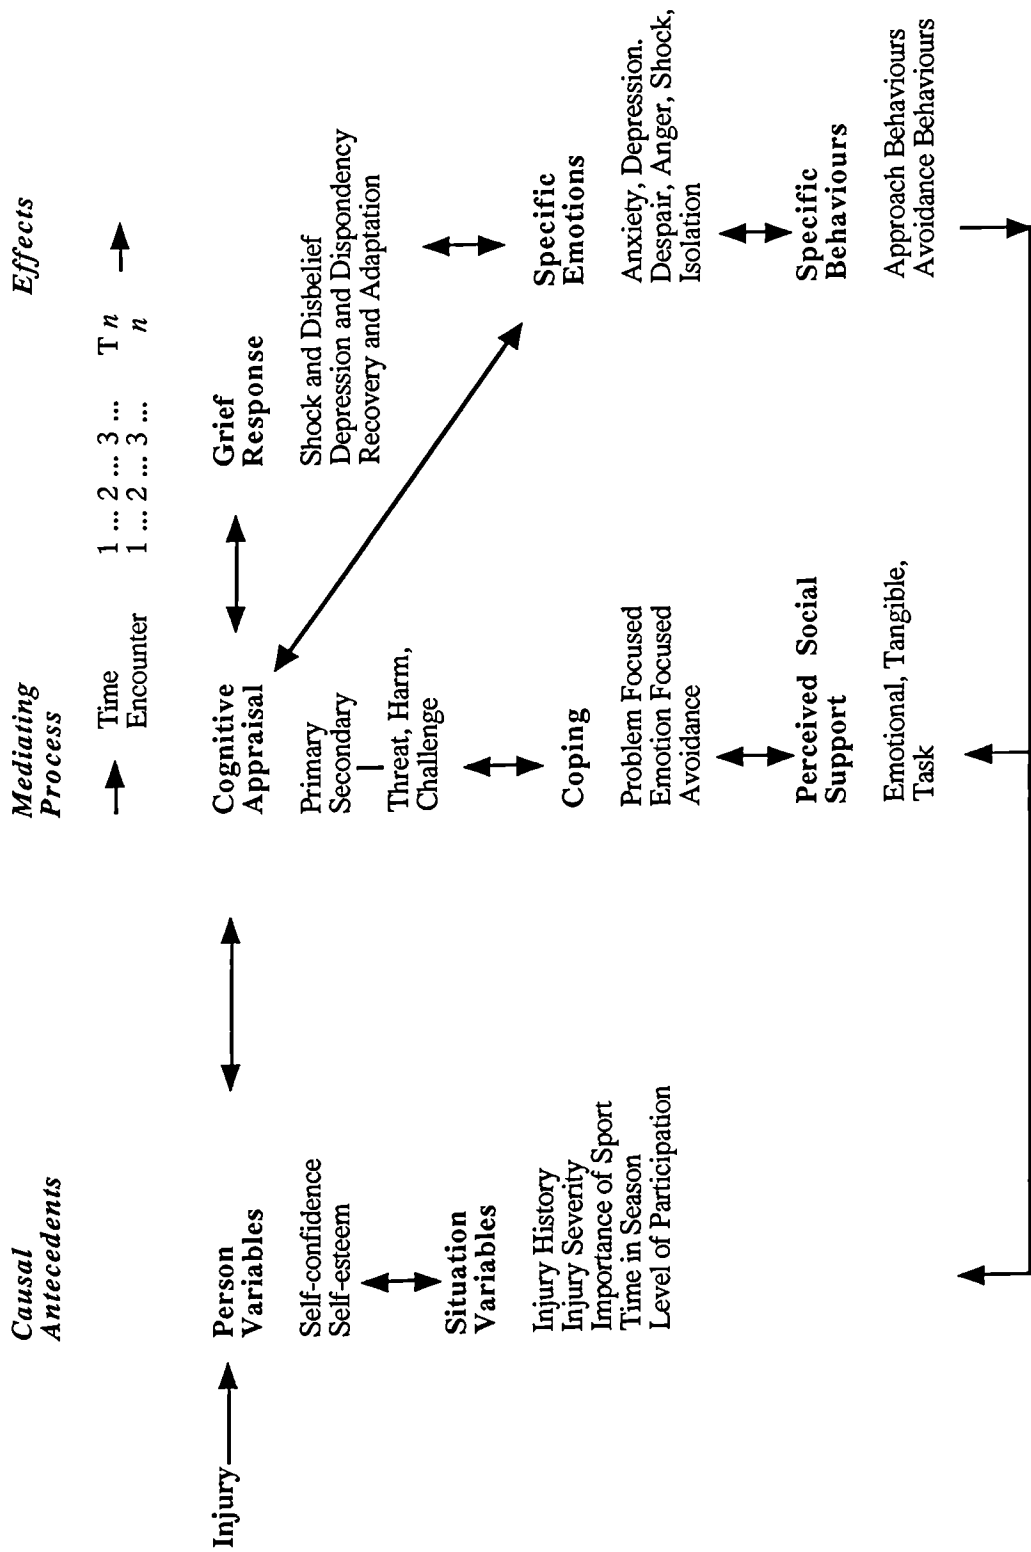 Causal
Antecedents
Mediating
Process
Effects
Time 1 ... 2 ... 3 ... T n
Encounter 1 ... 2 ... 3 ... n
Injury
Person
Variables
Self-confidence
Self-esteem
Situation
Variables
Injury History
Injury Severity
Importance of Sport
Time in Season
Level of Participation
Cognitive
Appraisal
Primary
Secondary
Threat, Harm,
Challenge
Coping
Problem Focused
Emotion Focused
Avoidance
Perceived Social
Support
Emotional, Tangible,
Task
Grief
Response
Shock and Disbelief
Depression and Dispondency
Recovery and Adaptation
Specific
Emotions
Anxiety, Depression.
Despair, Anger, Shock,
Isolation
Specific
Behaviours
Approach Behaviours
Avoidance Behaviours